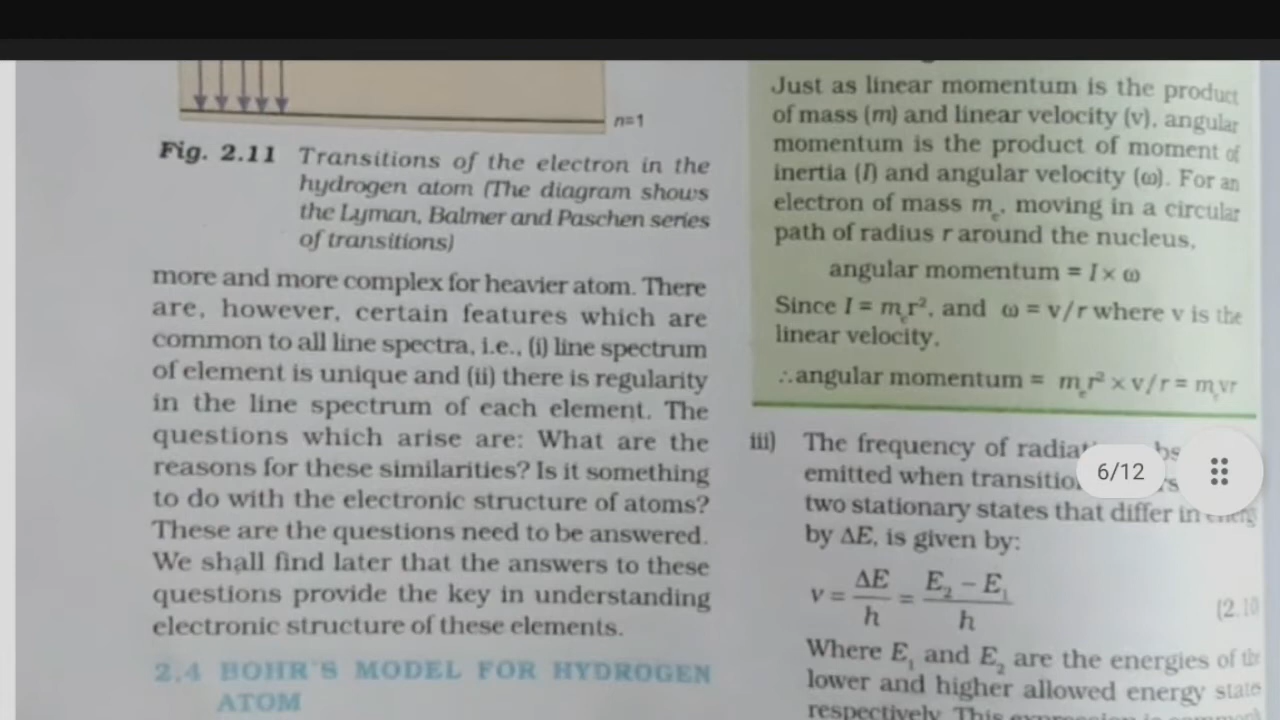 n=1
Fig. 2.11 Transitions of the electron in the
hydrogen atom (The diagram shows
the Lyman, Balmer and Paschen series
of transitions)
more and more complex for heavier atom. There
are, however, certain features which are
common to all line spectra, i.e., (i) line spectrum
of element is unique and (ii) there is regularity
in the line spectrum of each element. The
questions which arise are: What are the
reasons for these similarities? Is it something
to do with the electronic structure of atoms?
These are the questions need to be answered.
We shall find later that the answers to these
questions provide the key in understanding
electronic structure of these elements.
2.4 BOHR'S MODEL FOR HYDROGEN
ATOM
Just as linear momentum is the product
of mass (m) and linear velocity (v), angular
momentum is the product of moment of
inertia (I) and angular velocity (ω). For an
electron of mass mₑ, moving in a circular
path of radius r around the nucleus,
angular momentum = I × ω
Since I = mₑr², and ω = v/r where v is the
linear velocity,
∴ angular momentum = mₑr² × v/r = mₑvr
iii) The frequency of
emitted when
two stationary states that differ in
by ΔE, is given by:
ν = ΔE / h = (E₂ – E₁) / h (2.10
Where E₁ and E₂ are the energies of the
lower and higher allowed energy state
respectively. This expression is
6/12